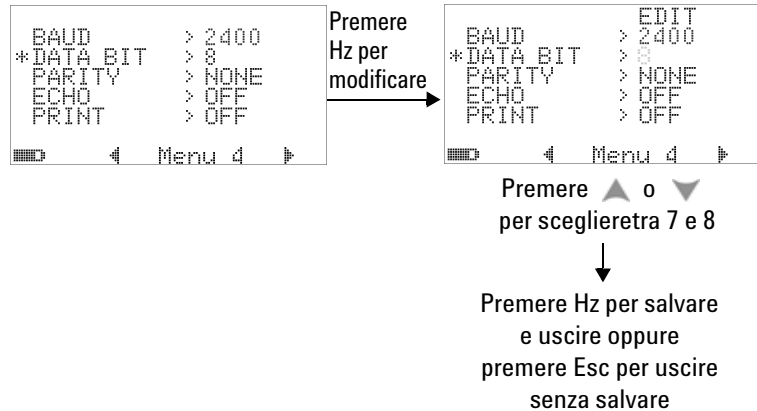 BAUD > 2400
*DATA BIT > 8
PARITY > NONE
ECHO > OFF
PRINT > OFF
Menu 4
Premere
Hz per
modificare
EDIT
BAUD > 2400
*DATA BIT > 8
PARITY > NONE
ECHO > OFF
PRINT > OFF
Menu 4
Premere o
per sceglieretra 7 e 8
Premere Hz per salvare
e uscire oppure
premere Esc per uscire
senza salvare